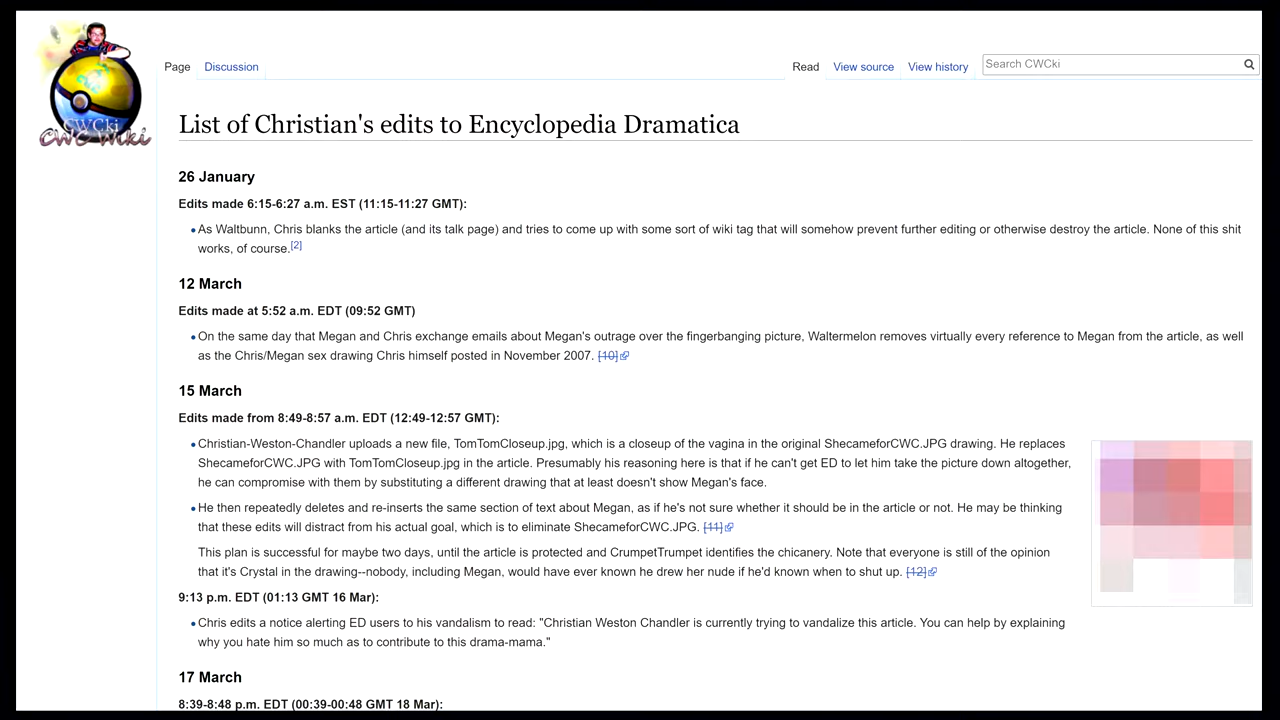 CWCki
CWC Wiki
Page
Discussion
Read
View source
View history
Search CWCki
List of Christian's edits to Encyclopedia Dramatica
26 January
Edits made 6:15-6:27 a.m. EST (11:15-11:27 GMT):
As Waltbunn, Chris blanks the article (and its talk page) and tries to come up with some sort of wiki tag that will somehow prevent further editing or otherwise destroy the article. None of this shit
works, of course.[2]
12 March
Edits made at 5:52 a.m. EDT (09:52 GMT)
On the same day that Megan and Chris exchange emails about Megan's outrage over the fingerbanging picture, Waltermelon removes virtually every reference to Megan from the article, as well
as the Chris/Megan sex drawing Chris himself posted in November 2007. [10]
15 March
Edits made from 8:49-8:57 a.m. EDT (12:49-12:57 GMT):
Christian-Weston-Chandler uploads a new file, TomTomCloseup.jpg, which is a closeup of the vagina in the original ShecameforCWC.JPG drawing. He replaces
ShecameforCWC.JPG with TomTomCloseup.jpg in the article. Presumably his reasoning here is that if he can't get ED to let him take the picture down altogether,
he can compromise with them by substituting a different drawing that at least doesn't show Megan's face.
He then repeatedly deletes and re-inserts the same section of text about Megan, as if he's not sure whether it should be in the article or not. He may be thinking
that these edits will distract from his actual goal, which is to eliminate ShecameforCWC.JPG. [11]
This plan is successful for maybe two days, until the article is protected and CrumpetTrumpet identifies the chicanery. Note that everyone is still of the opinion
that it's Crystal in the drawing--nobody, including Megan, would have ever known he drew her nude if he'd known when to shut up. [12]
9:13 p.m. EDT (01:13 GMT 16 Mar):
Chris edits a notice alerting ED users to his vandalism to read: "Christian Weston Chandler is currently trying to vandalize this article. You can help by explaining
why you hate him so much as to contribute to this drama-mama."
17 March
8:39-8:48 p.m. EDT (00:39-00:48 GMT 18 Mar):